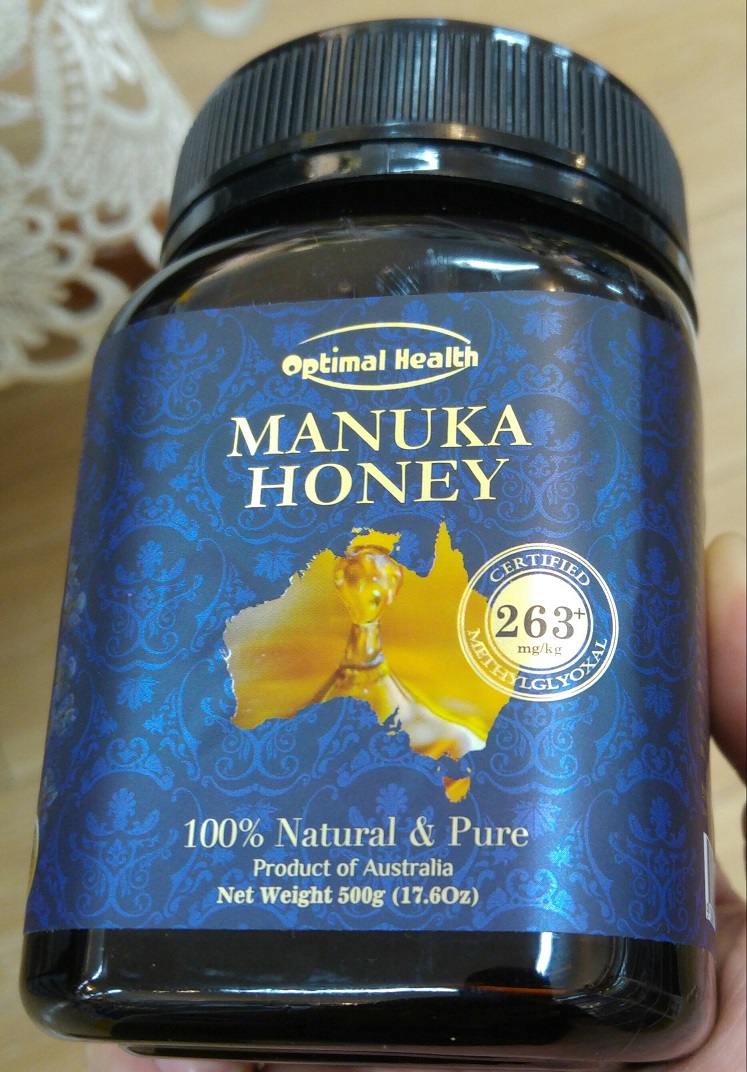 Optimal Health
MANUKA
HONEY
CERTIFIED
263+
mg/kg
METHYLGLYOXAL
100% Natural & Pure
Product of Australia
Net Weight 500g (17.6Oz)